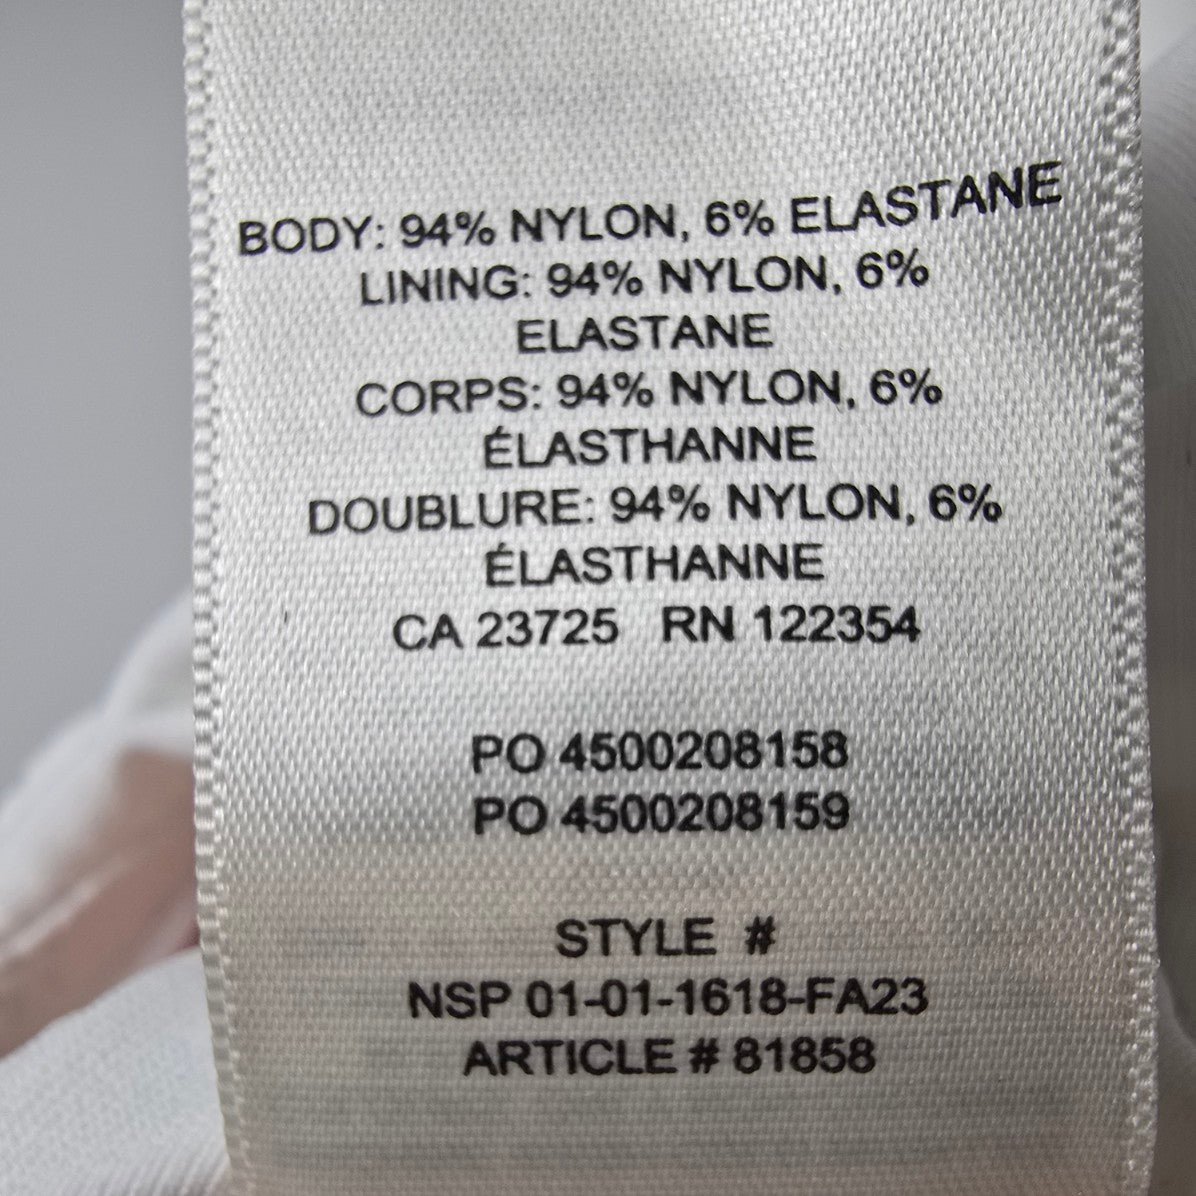 BODY: 94% NYLON, 6% ELASTANE
LINING: 94% NYLON, 6%
ELASTANE
CORPS: 94% NYLON, 6%
ÉLASTHANNE
DOUBLURE: 94% NYLON, 6%
ÉLASTHANNE
CA 23725 RN 122354
PO 4500208158
PO 4500208159
STYLE #
NSP 01-01-1618-FA23
ARTICLE # 81858